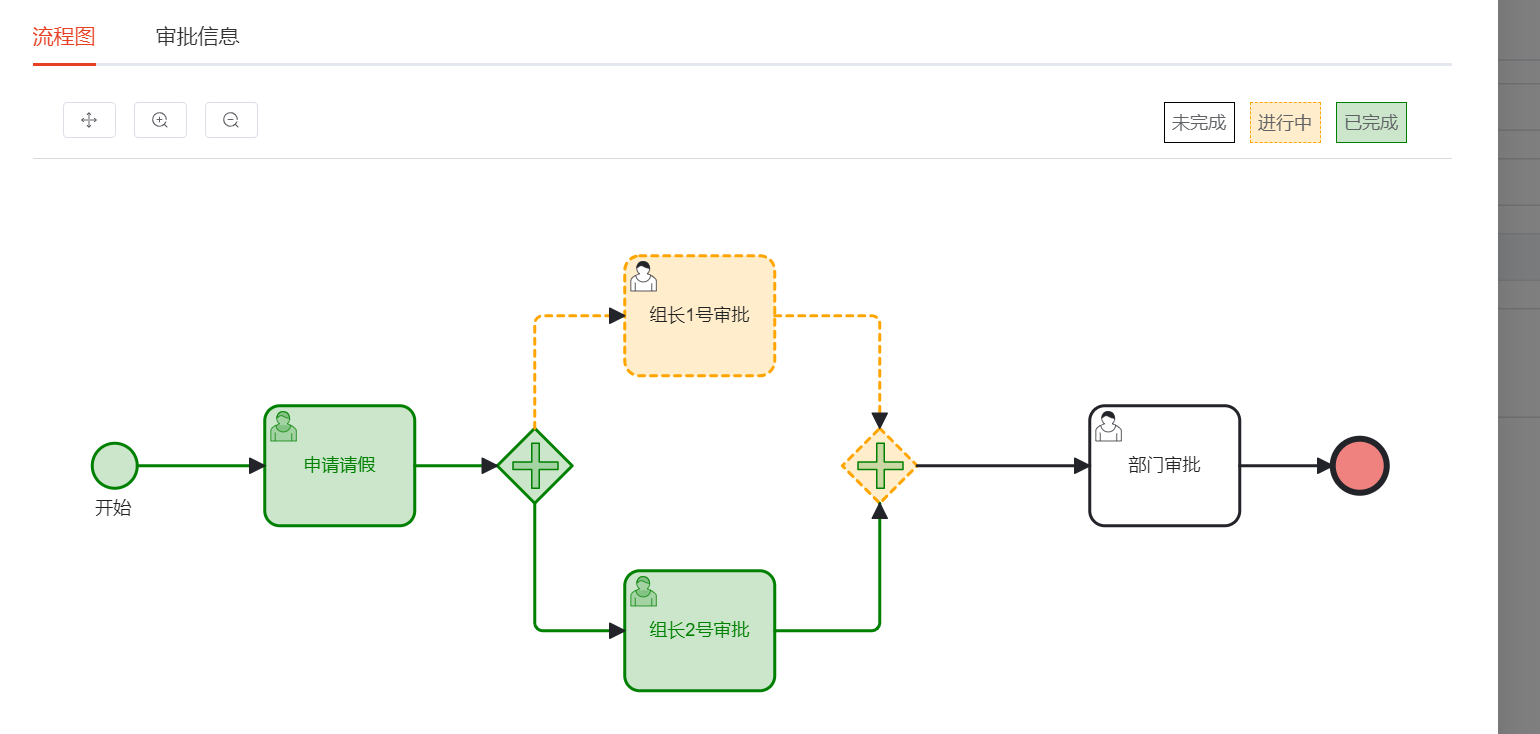 流程图
审批信息
未完成
进行中
已完成
组长1号审批
开始
申请请假
部门审批
组长2号审批